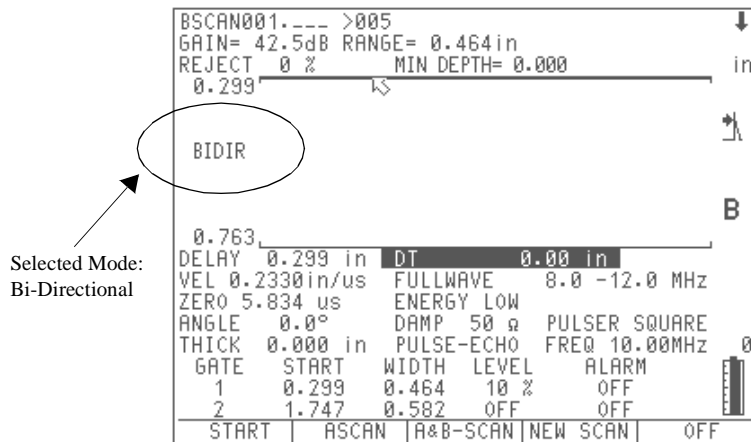 BSCAN001.___ >005
GAIN= 42.5dB RANGE= 0.464in
REJECT 0 % MIN DEPTH= 0.000 in
0.299
BIDIR
B
0.763
Selected Mode:
Bi-Directional
DELAY 0.299 in DT 0.00 in
VEL 0.2330in/us FULLWAVE 8.0 -12.0 MHz
ZERO 5.834 us ENERGY LOW
ANGLE 0.0° DAMP 50 Ω PULSER SQUARE
THICK 0.000 in PULSE-ECHO FREQ 10.00MHz 0
GATE START WIDTH LEVEL ALARM
1 0.299 0.464 10 % OFF
2 1.747 0.582 OFF OFF
START ASCAN A&B-SCAN NEW SCAN OFF